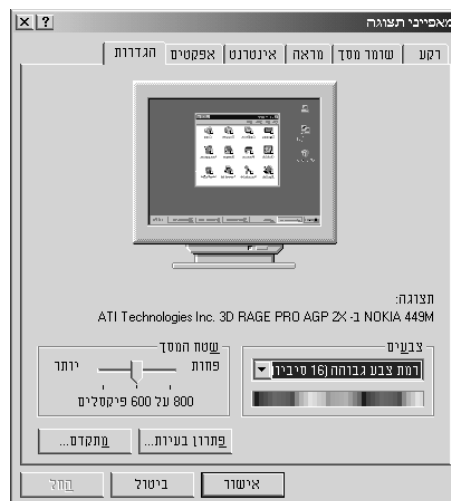 מאפייני תצוגה
רקע שומר מסך מראה אינטרנט אפקטים הגדרות
תצוגה:
NOKIA 449M ב- ATI Technologies Inc. 3D RAGE PRO AGP 2X
צבעים
רמת צבע גבוהה (16 סיביו
שטח המסך
פחות יותר
800 על 600 פיקסלים
פתרון בעיות... מתקדם...
אישור ביטול החל